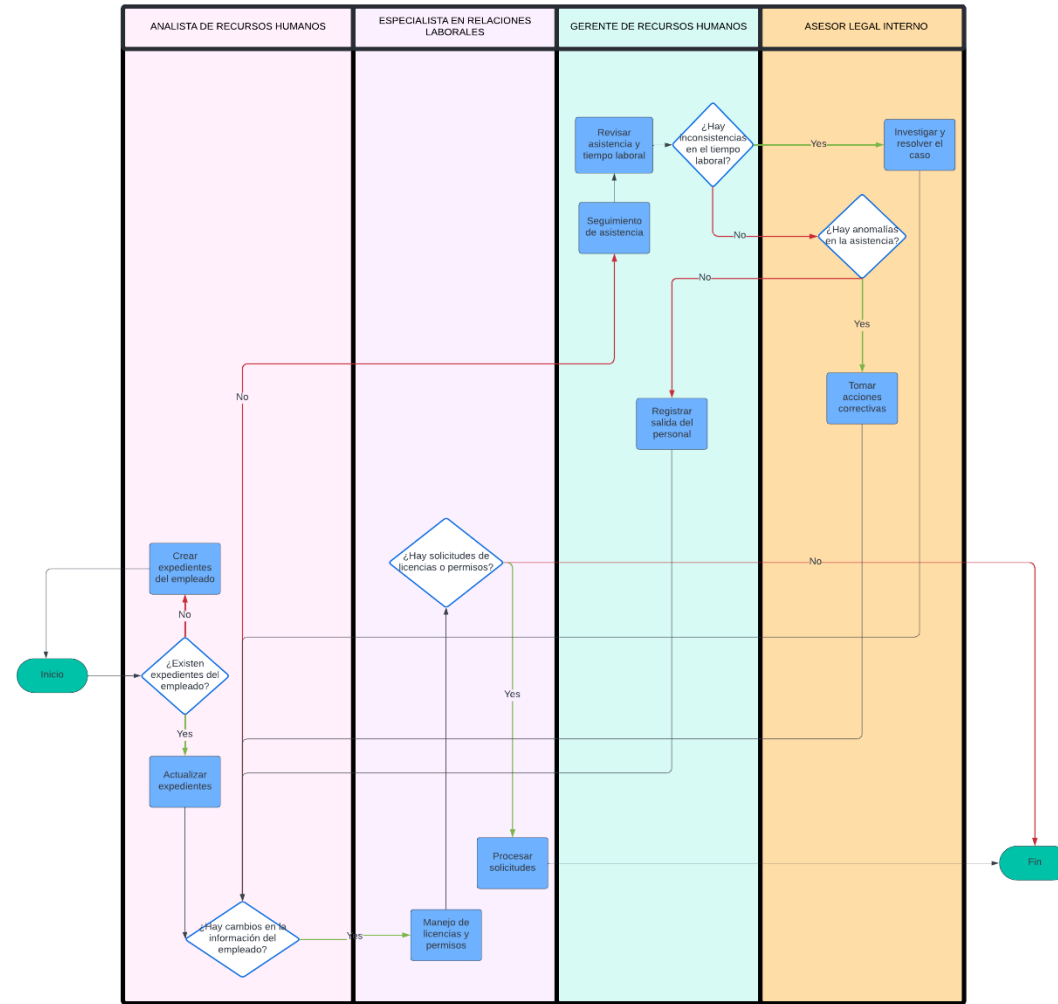 ANALISTA DE RECURSOS HUMANOS
ESPECIALISTA EN RELACIONES
LABORALES
GERENTE DE RECURSOS HUMANOS
ASESOR LEGAL INTERNO
Revisar
asistencia y
tiempo laboral
¿Hay
inconsistencias
en el tiempo
laboral?
Yes
Investigar y
resolver el
caso
Seguimiento
de asistencia
No
¿Hay anomalías
en la asistencia?
No
Yes
No
Registrar
salida del
personal
Tomar
acciones
correctivas
Crear
expedientes
del empleado
¿Hay solicitudes de
licencias o permisos?
No
No
Inicio
¿Existen
expedientes del
empleado?
Yes
Yes
Actualizar
expedientes
Procesar
solicitudes
Fin
¿Hay cambios en la
información del
empleado?
Yes
Manejo de
licencias y
permisos